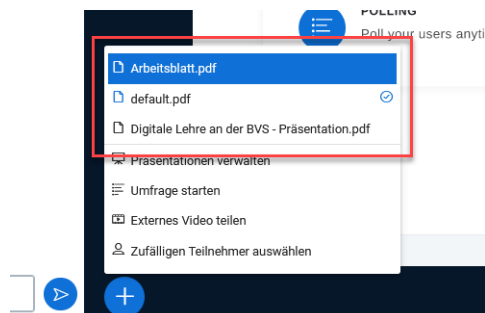 POLLING
Poll your users anyti
Arbeitsblatt.pdf
default.pdf
Digitale Lehre an der BVS - Präsentation.pdf
Präsentationen verwalten
Umfrage starten
Externes Video teilen
Zufälligen Teilnehmer auswählen